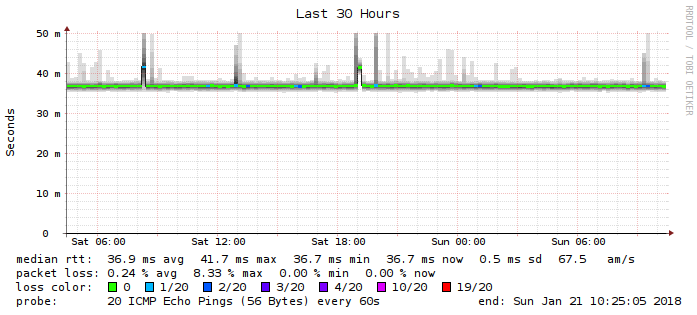 Last 30 Hours
RRDTOOL / TOBI OETIKER
Seconds
50 m
40 m
30 m
20 m
10 m
0
Sat 06:00 Sat 12:00 Sat 18:00 Sun 00:00 Sun 06:00
median rtt: 36.9 ms avg 41.7 ms max 36.7 ms min 36.7 ms now 0.5 ms sd 67.5 am/s
packet loss: 0.24 % avg 8.33 % max 0.00 % min 0.00 % now
loss color: 0 1/20 2/20 3/20 4/20 10/20 19/20
probe: 20 ICMP Echo Pings (56 Bytes) every 60s end: Sun Jan 21 10:25:05 2018